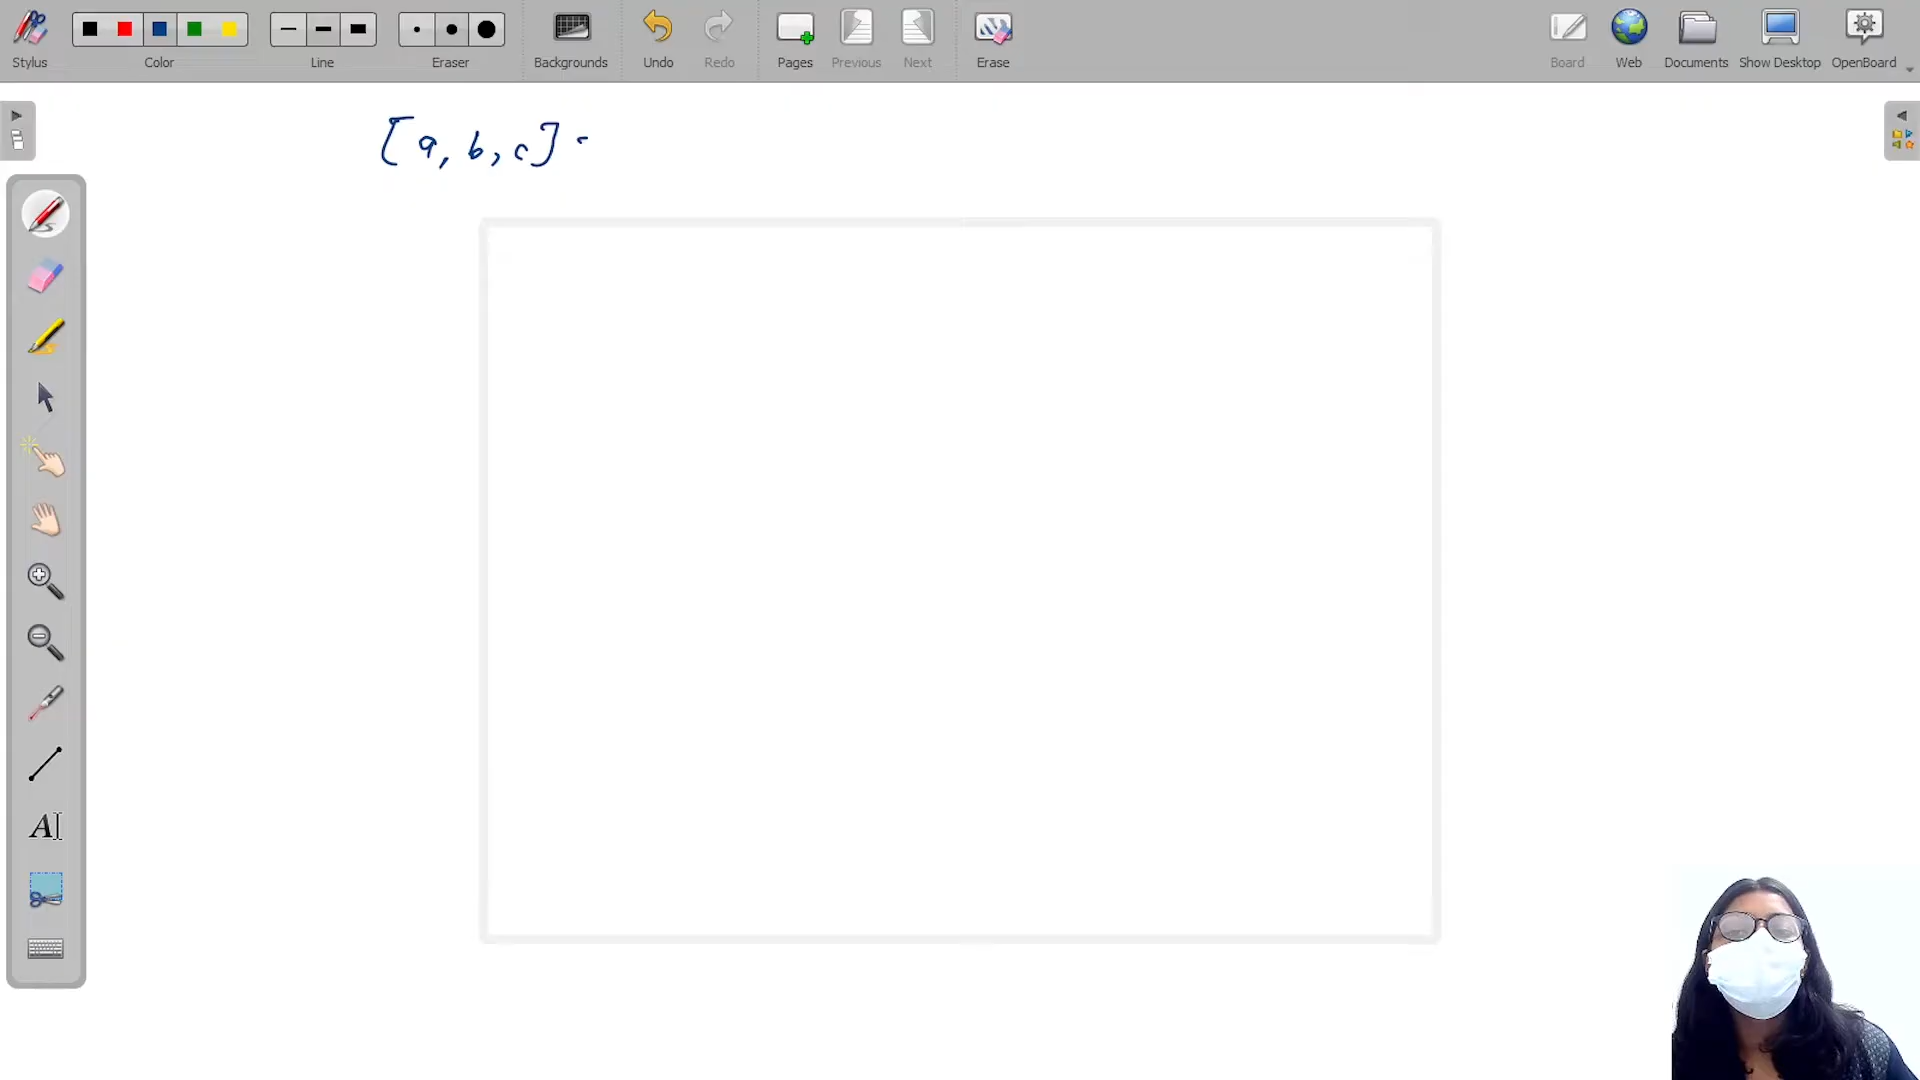 Stylus Color Line Eraser Backgrounds Undo Redo Pages Previous Next Erase Board Web Documents Show Desktop OpenBoard
[a, b, c] -
A